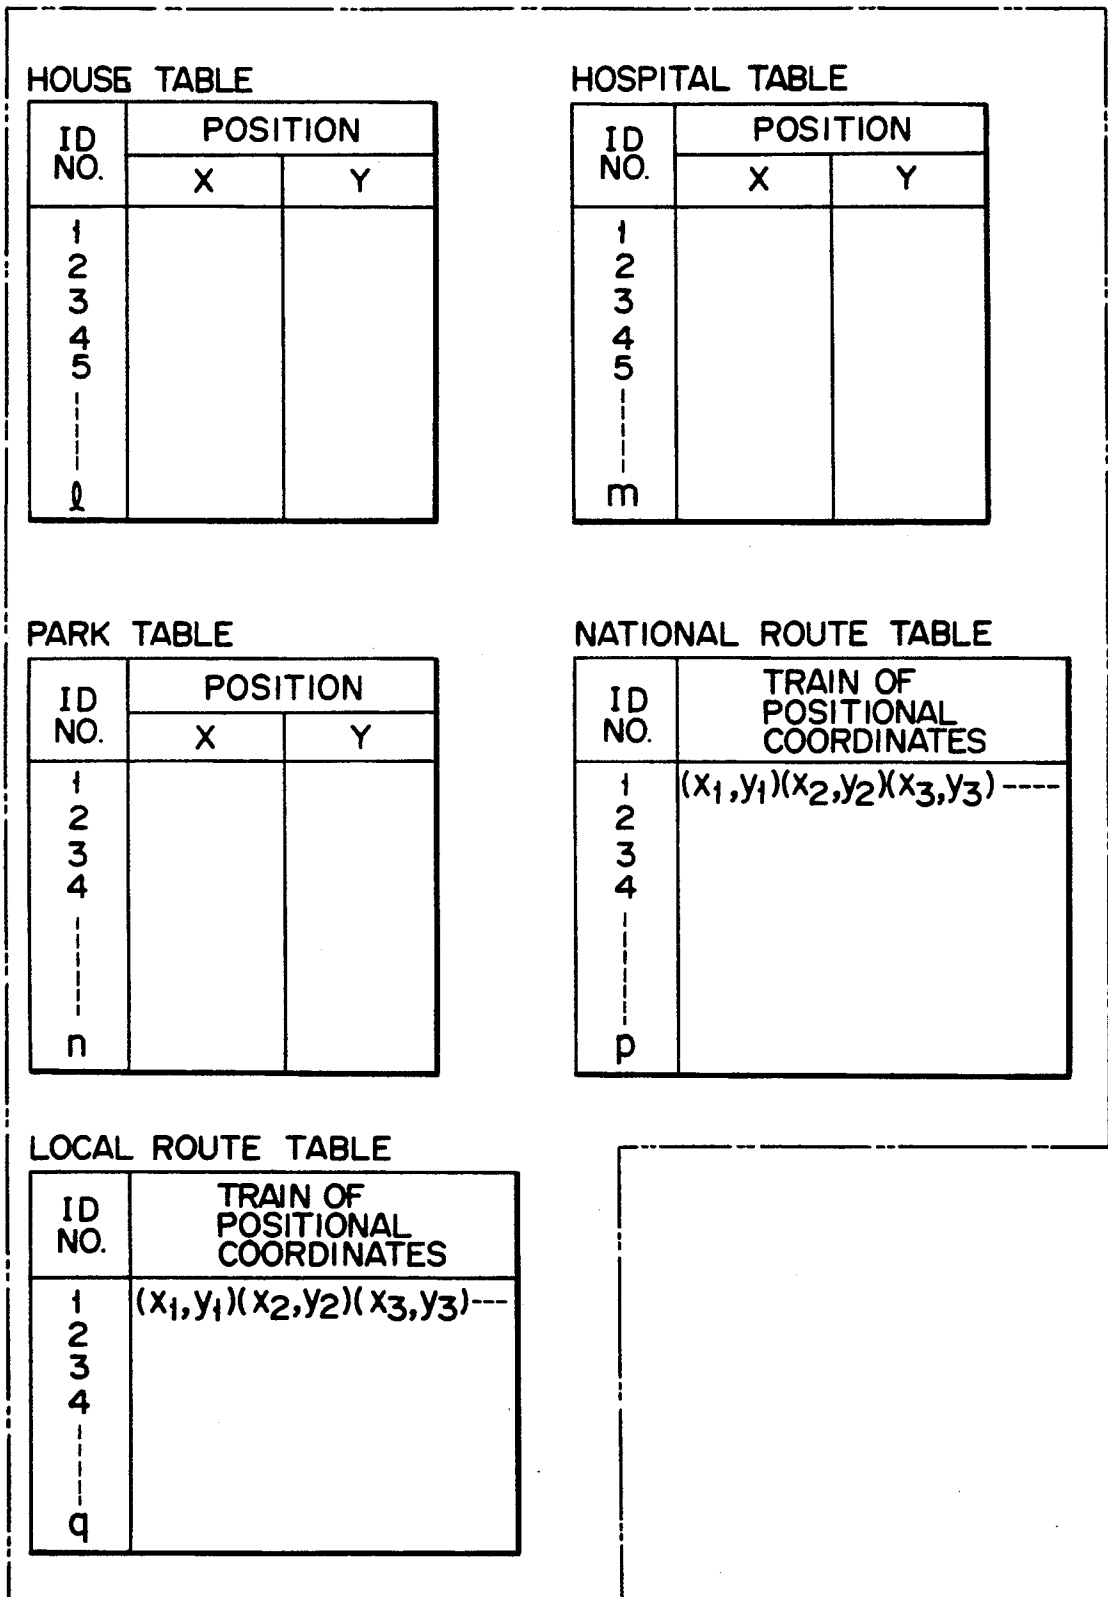 HOUSE TABLE
ID NO. POSITION
X Y
1
2
3
4
5
ℓ
HOSPITAL TABLE
ID NO. POSITION
X Y
1
2
3
4
5
m
PARK TABLE
ID NO. POSITION
X Y
1
2
3
4
n
NATIONAL ROUTE TABLE
ID NO. TRAIN OF
POSITIONAL
COORDINATES
1 (x₁,y₁)(x₂,y₂)(x₃,y₃) -----
2
3
4
p
LOCAL ROUTE TABLE
ID NO. TRAIN OF
POSITIONAL
COORDINATES
1 (x₁,y₁)(x₂,y₂)(x₃,y₃)---
2
3
4
q